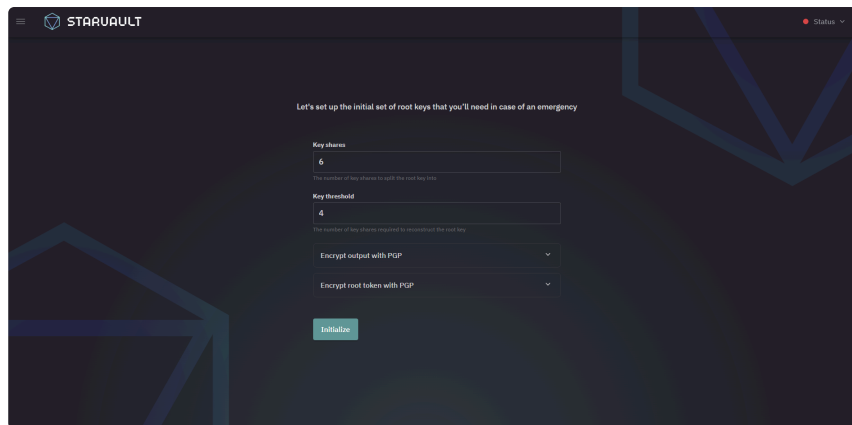 STARVAULT
Status
Let's set up the initial set of root keys that you'll need in case of an emergency
Key shares
6
The number of key shares to split the root key into
Key threshold
4
The number of key shares required to reconstruct the root key
Encrypt output with PGP
Encrypt root token with PGP
Initialize